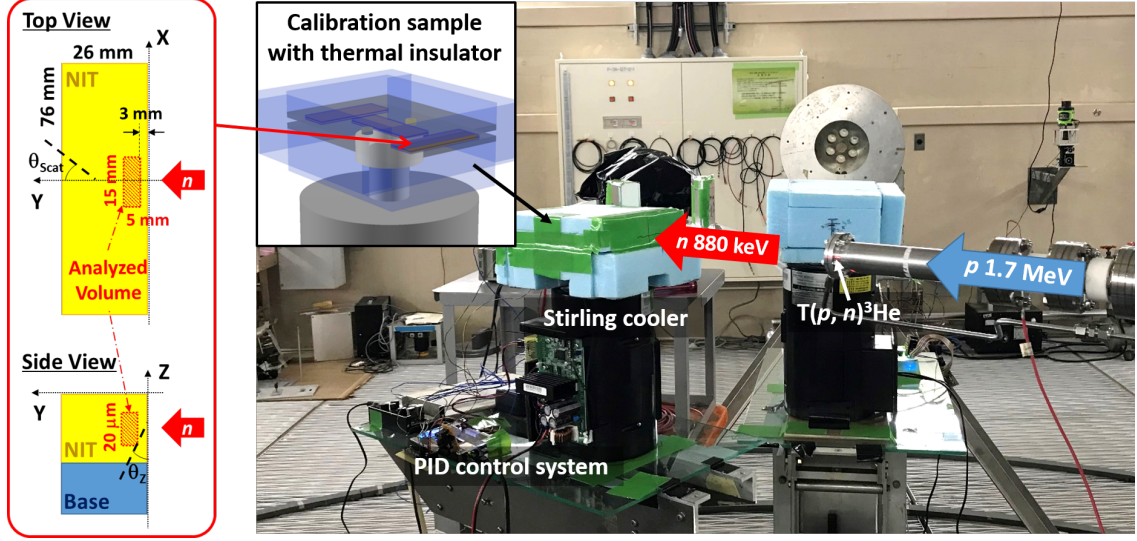 Top View
X
26 mm
NIT
76 mm
3 mm
θScat
n
Y
15 mm
5 mm
Analyzed
Volume
Side View
Z
Y
20 μm
n
NIT
θZ
Base
Calibration sample
with thermal insulator
n 880 keV
p 1.7 MeV
T(p, n)³He
Stirling cooler
PID control system